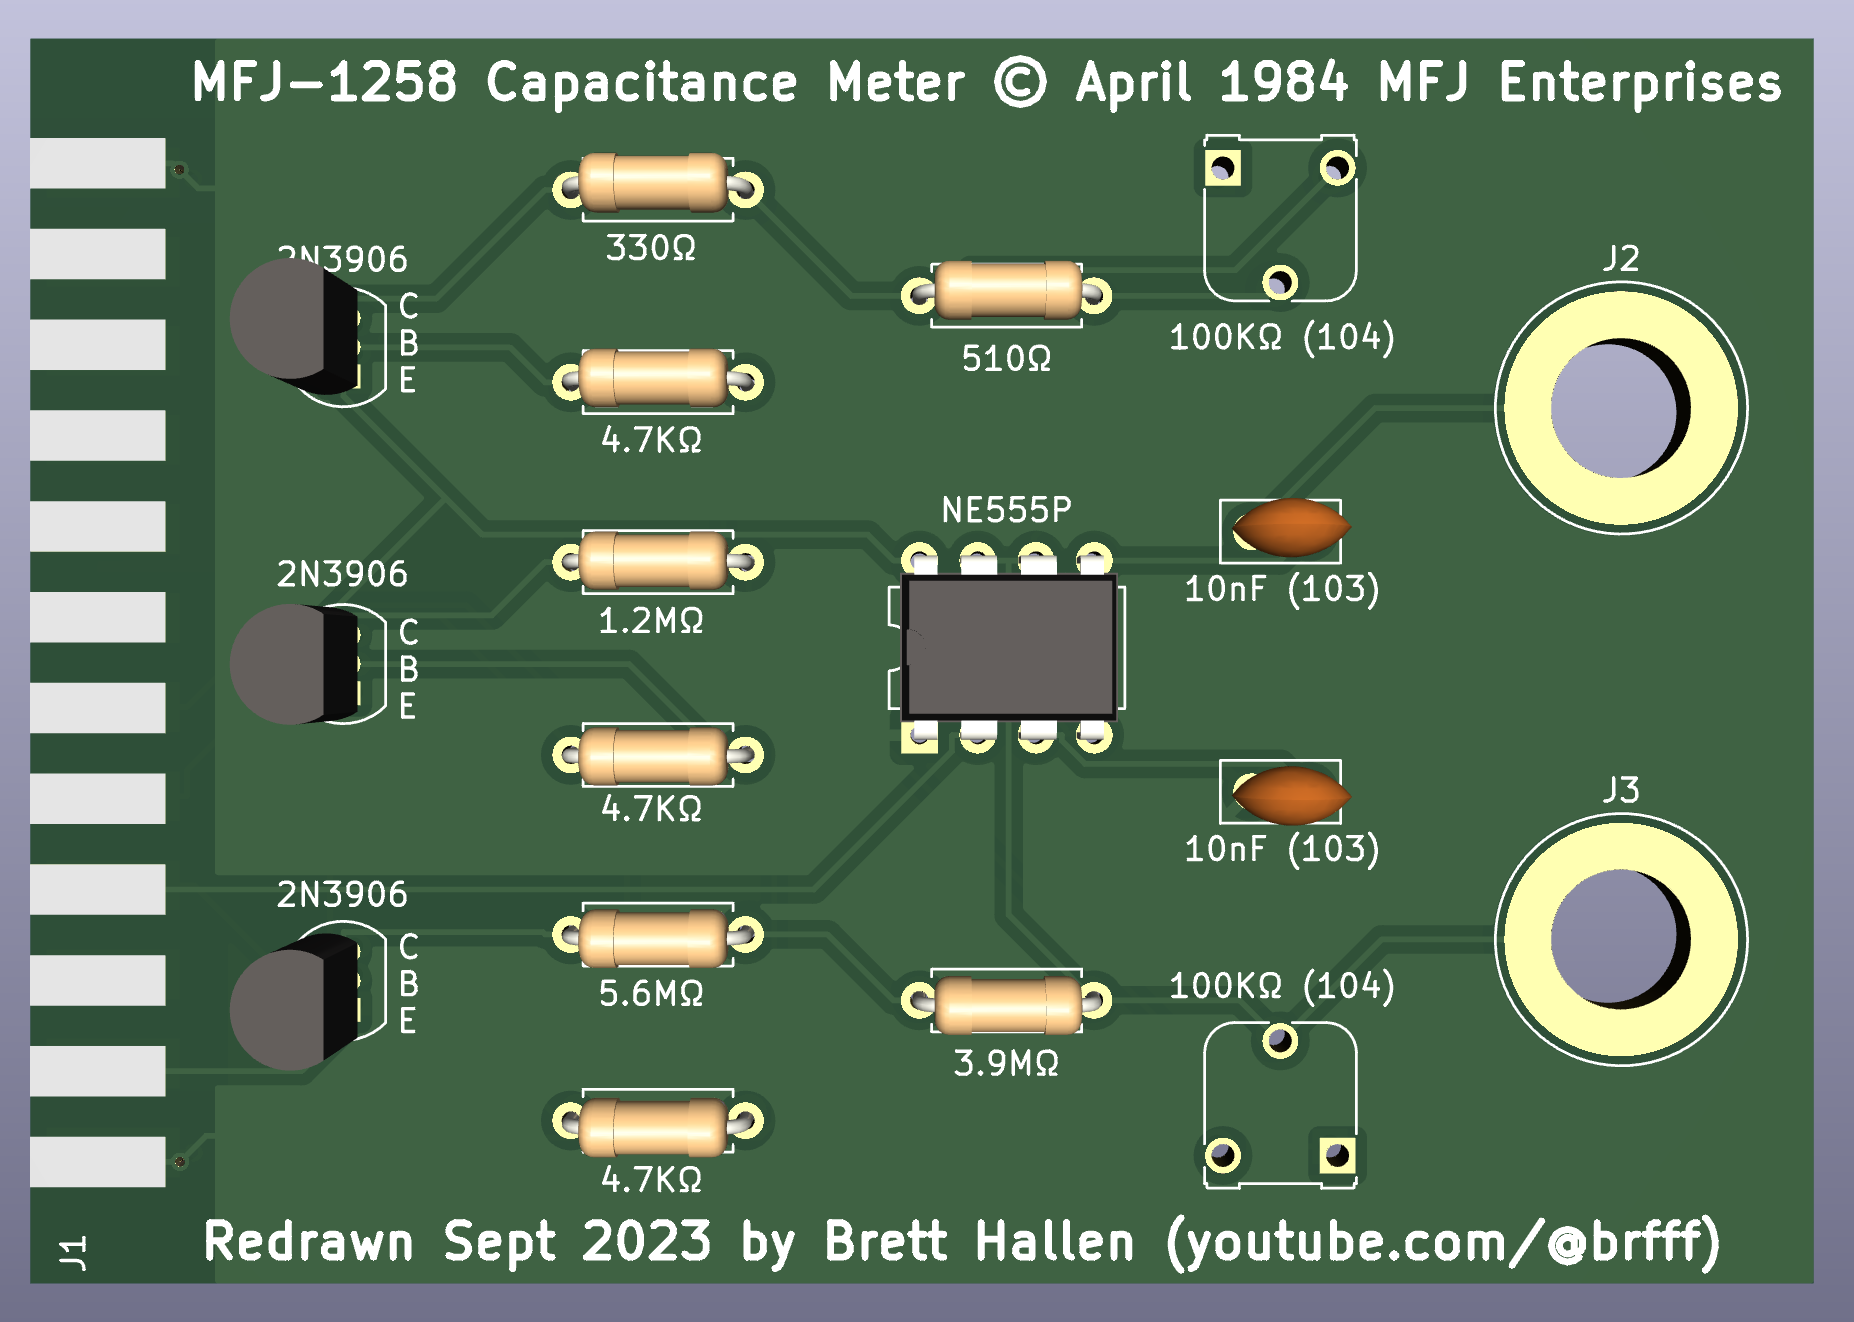 MFJ-1258 Capacitance Meter © April 1984 MFJ Enterprises
330Ω
2N3906
C
B
E
510Ω
100KΩ (104)
J2
4.7KΩ
NE555P
10nF (103)
2N3906
C
B
E
1.2MΩ
4.7KΩ
10nF (103)
J3
2N3906
C
B
E
5.6MΩ
3.9MΩ
100KΩ (104)
4.7KΩ
J1
Redrawn Sept 2023 by Brett Hallen (youtube.com/@brfff)